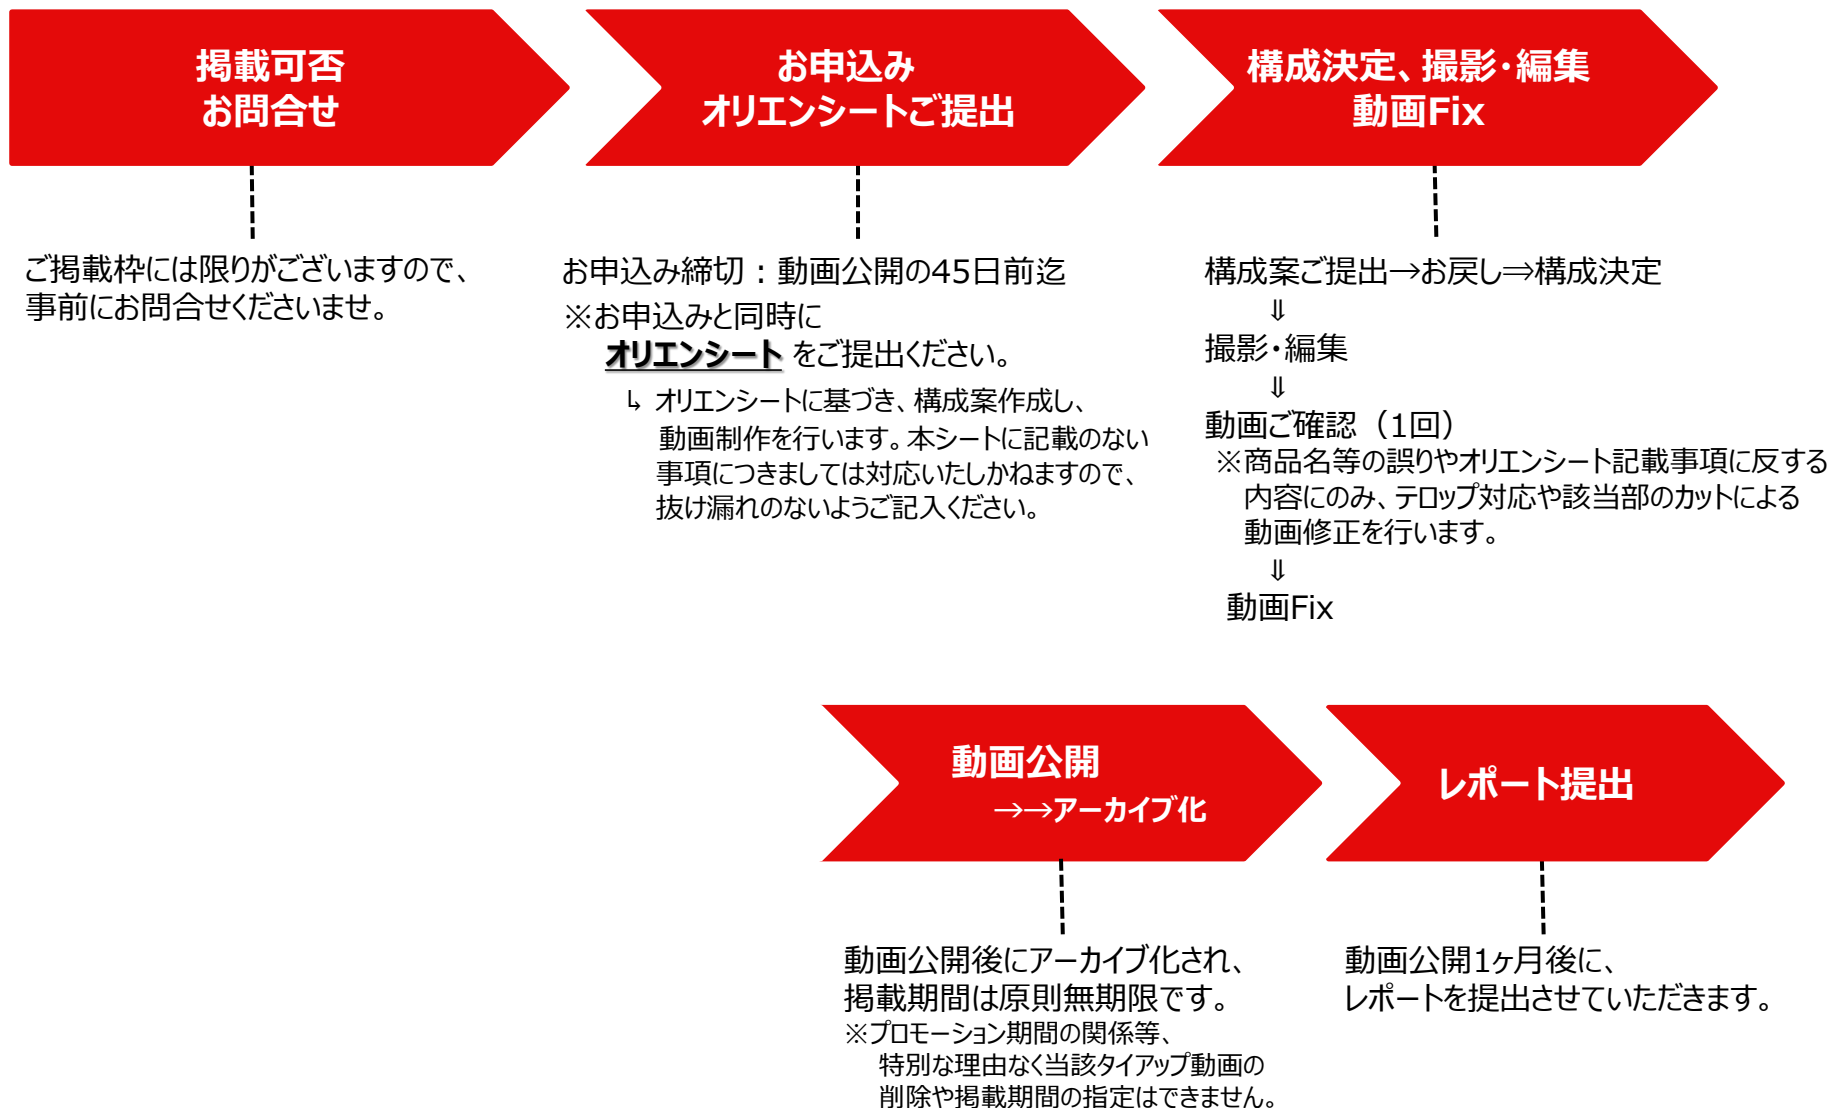 掲載可否
お問合せ
ご掲載枠には限りがございますので、
事前にお問合せくださいませ。
お申込み
オリエンシートご提出
お申込み締切：動画公開の45日前迄
※お申込みと同時に
オリエンシート をご提出ください。
↳ オリエンシートに基づき、構成案作成し、
動画制作を行います。本シートに記載のない
事項につきましては対応いたしかねますので、
抜け漏れのないようご記入ください。
構成決定、撮影・編集
動画Fix
構成案ご提出→お戻し⇒構成決定
⇓
撮影・編集
⇓
動画ご確認（1回）
※商品名等の誤りやオリエンシート記載事項に反する
内容にのみ、テロップ対応や該当部のカットによる
動画修正を行います。
⇓
動画Fix
動画公開
→→アーカイブ化
動画公開後にアーカイブ化され、
掲載期間は原則無期限です。
※プロモーション期間の関係等、
特別な理由なく当該タイアップ動画の
削除や掲載期間の指定はできません。
レポート提出
動画公開1ヶ月後に、
レポートを提出させていただきます。